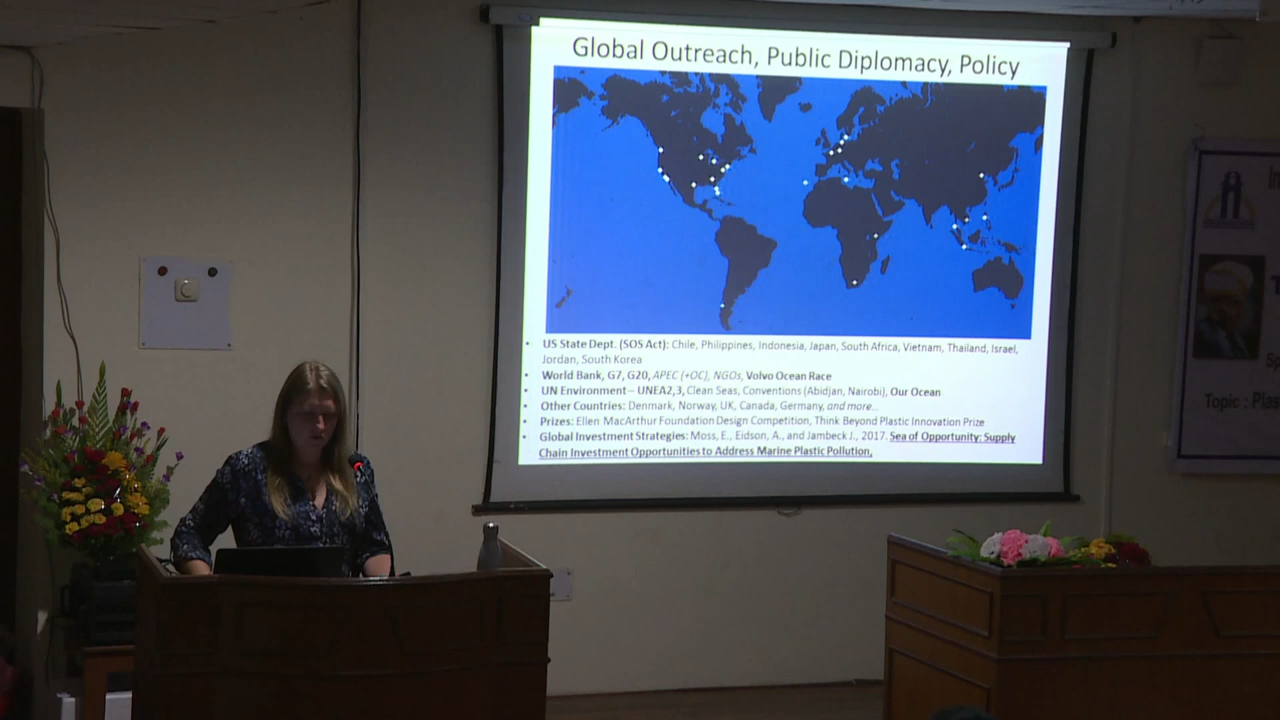 Global Outreach, Public Diplomacy, Policy
• US State Dept. (SOS Act): Chile, Philippines, Indonesia, Japan, South Africa, Vietnam, Thailand, Israel,
Jordan, South Korea
• World Bank, G7, G20, APEC (+OC), NGOs, Volvo Ocean Race
• UN Environment – UNEA2,3, Clean Seas, Conventions (Abidjan, Nairobi), Our Ocean
• Other Countries: Denmark, Norway, UK, Canada, Germany, and more...
• Prizes: Ellen MacArthur Foundation Design Competition, Think Beyond Plastic Innovation Prize
• Global Investment Strategies: Moss, E., Eidson, A., and Jambeck J., 2017. Sea of Opportunity: Supply
Chain Investment Opportunities to Address Marine Plastic Pollution,
Topic :